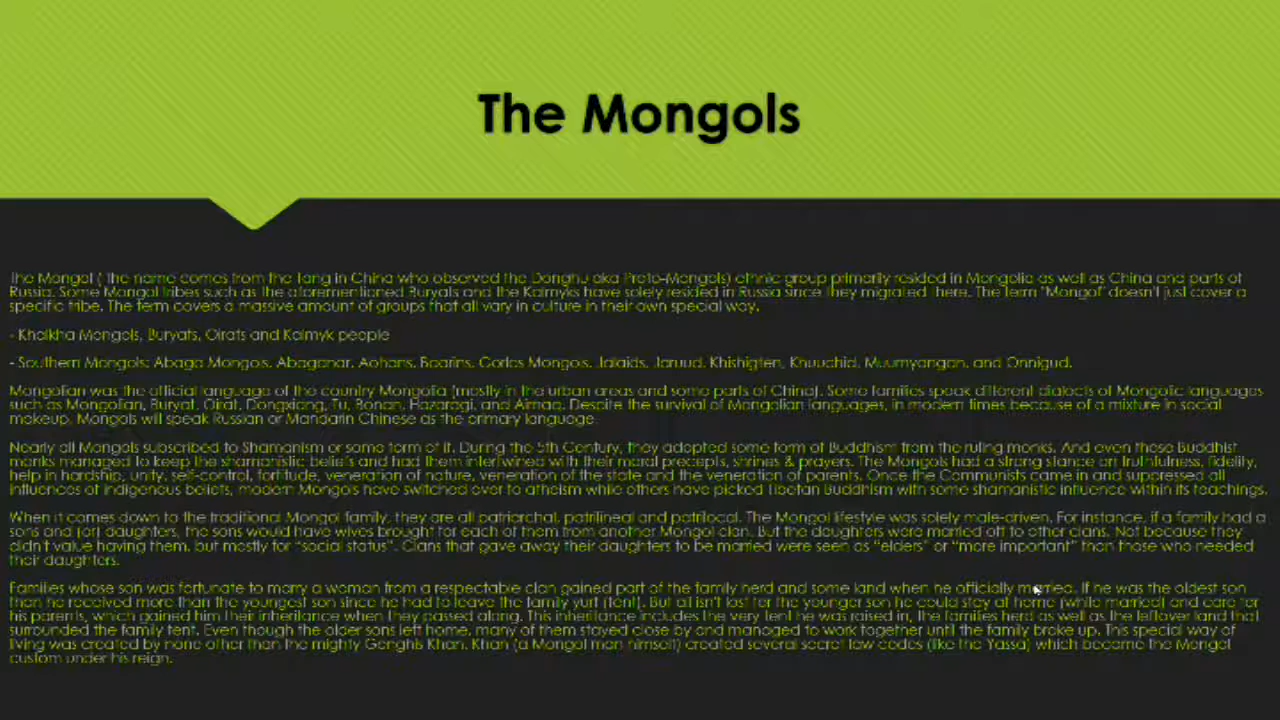 The Mongols
The Mongol ( the name comes from the Tang in China who observed the Donghu aka Proto-Mongols) ethnic group primarily resided in Mongolia as well as China and parts of
Russia. Some Mongol tribes such as the aforementioned Buryats and the Kalmyks have solely resided in Russia since they migrated there. The term "Mongol" doesn't just cover a
specific tribe. The term covers a massive amount of groups that all vary in culture in their own special way.
- Khalkha Mongols, Buryats, Oirats and Kalmyk people
- Southern Mongols: Abaga Mongols, Abaganar, Aohans, Baarins, Gorlos Mongols, Jalaids, Jaruud, Khishigten, Khuuchid, Muumyangan, and Onnigud.
Mongolian was the official language of the country Mongolia (mostly in the urban areas and some parts of China). Some families speak different dialects of Mongolic languages
such as Mongolian, Buryat, Oirat, Dongxiang, Tu, Bonan, Hazaragi, and Aimaq. Despite the survival of Mongolian languages, in modern times because of a mixture in social
makeup, Mongols will speak Russian or Mandarin Chinese as the primary language.
Nearly all Mongols subscribed to Shamanism or some form of it. During the 5th Century, they adopted some form of Buddhism from the ruling monks. And even those Buddhist
monks managed to keep the shamanistic beliefs and had them intertwined with their moral precepts, shrines & prayers. The Mongols had a strong stance on truthfulness, fidelity,
help in hardship, unity, self-control, fortitude, veneration of nature, veneration of the state and the veneration of parents. Once the Communists came in and suppressed all
influences of indigenous beliefs, modern Mongols have switched over to atheism while others have picked Tibetan Buddhism with some shamanistic influence within its teachings.
When it comes down to the traditional Mongol family, they are all patriarchal, patrilineal and patrilocal. The Mongol lifestyle was solely male-driven. For instance, if a family had a
sons and (or) daughters, the sons would have wives brought for each of them from another Mongol clan. But the daughters were married off to other clans. Not because they
didn't value having them, but mostly for "social status". Clans that gave away their daughters to be married were seen as "elders" or "more important" than those who needed
their daughters.
Families whose son was fortunate to marry a woman from a respectable clan gained part of the family herd and some land when he officially married. If he was the oldest son
than he received more than the youngest son since he had to leave the family yurt (tent). But all isn't lost for the younger son he could stay at home (while married) and care for
his parents, which gained him their inheritance when they passed along. This inheritance includes the very tent he was raised in, the families herd as well as the leftover land that
surrounded the family tent. Even though the older sons left home, many of them stayed close by and managed to work together until the family broke up. This special way of
living was created by none other than the mighty Genghis Khan. Khan (a Mongol man himself) created several secret law codes (like the Yassa) which became the Mongol
custom under his reign.